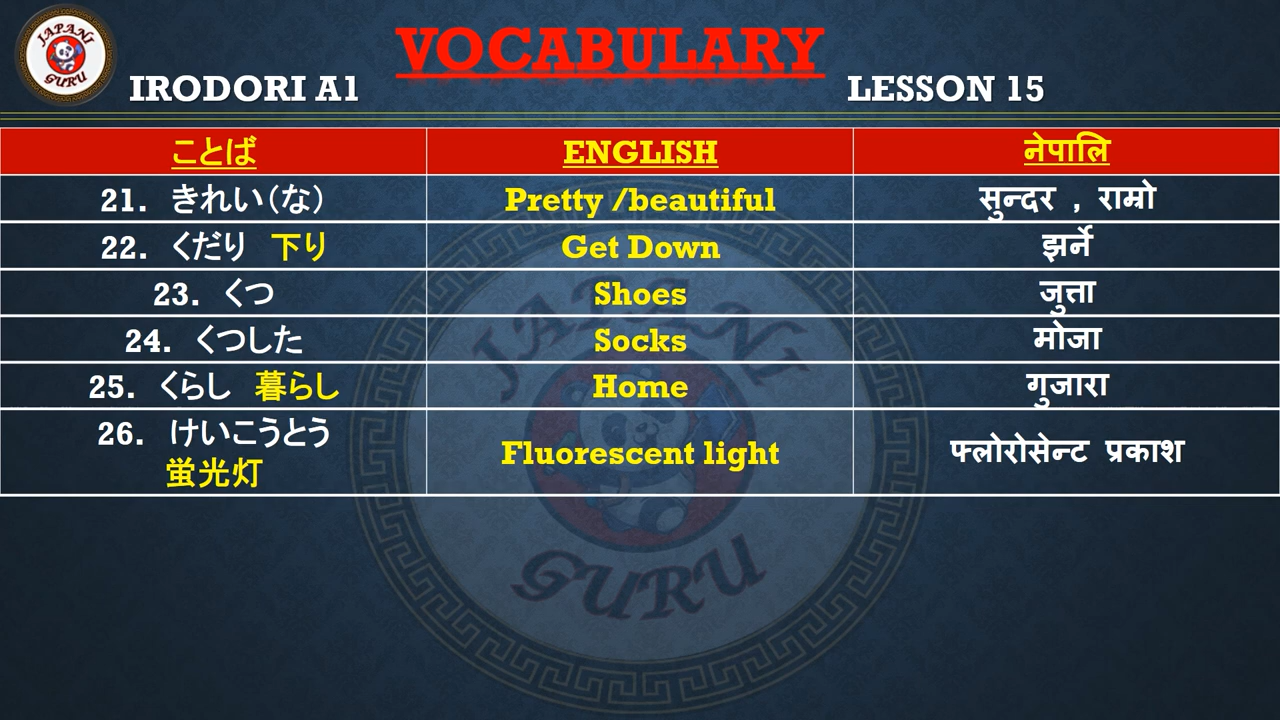 JAPANI
GURU
VOCABULARY
IRODORI A1
LESSON 15
ことば ENGLISH नेपालि
21. きれい（な） Pretty /beautiful सुन्दर , राम्रो
22. くだり 下り Get Down झर्ने
23. くつ Shoes जुत्ता
24. くつした Socks मोजा
25. くらし 暮らし Home गुजारा
26. けいこうとう Fluorescent light फ्लोरोसेन्ट प्रकाश
蛍光灯
JAPANI
GURU